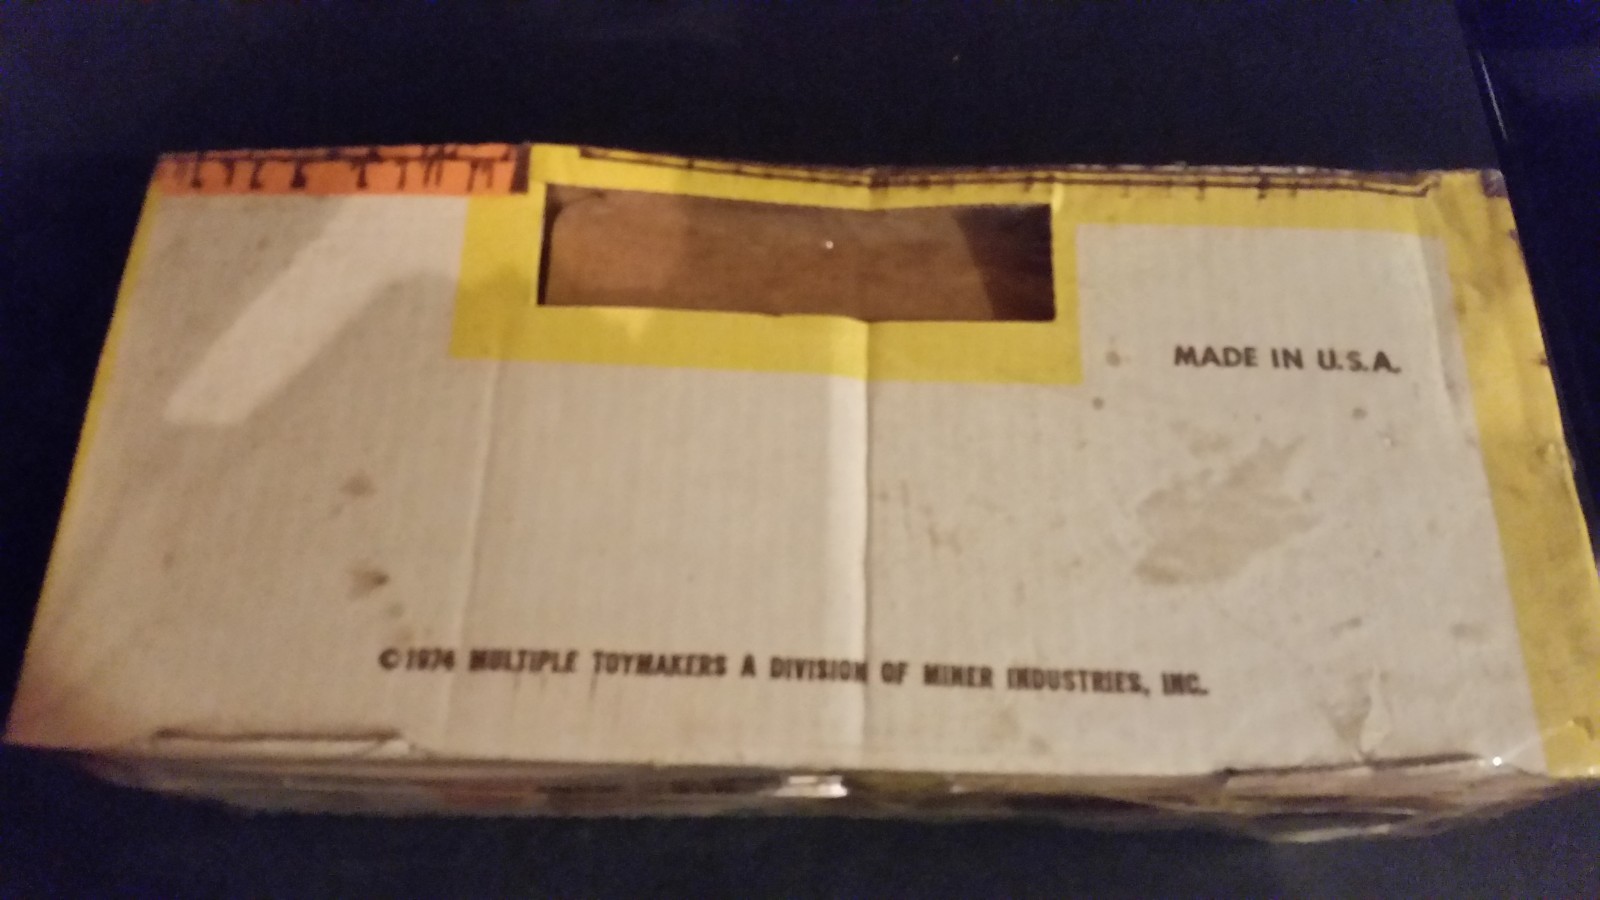 MADE IN U.S.A.
©1974 MULTIPLE TOYMAKERS A DIVISION OF MINER INDUSTRIES, INC.